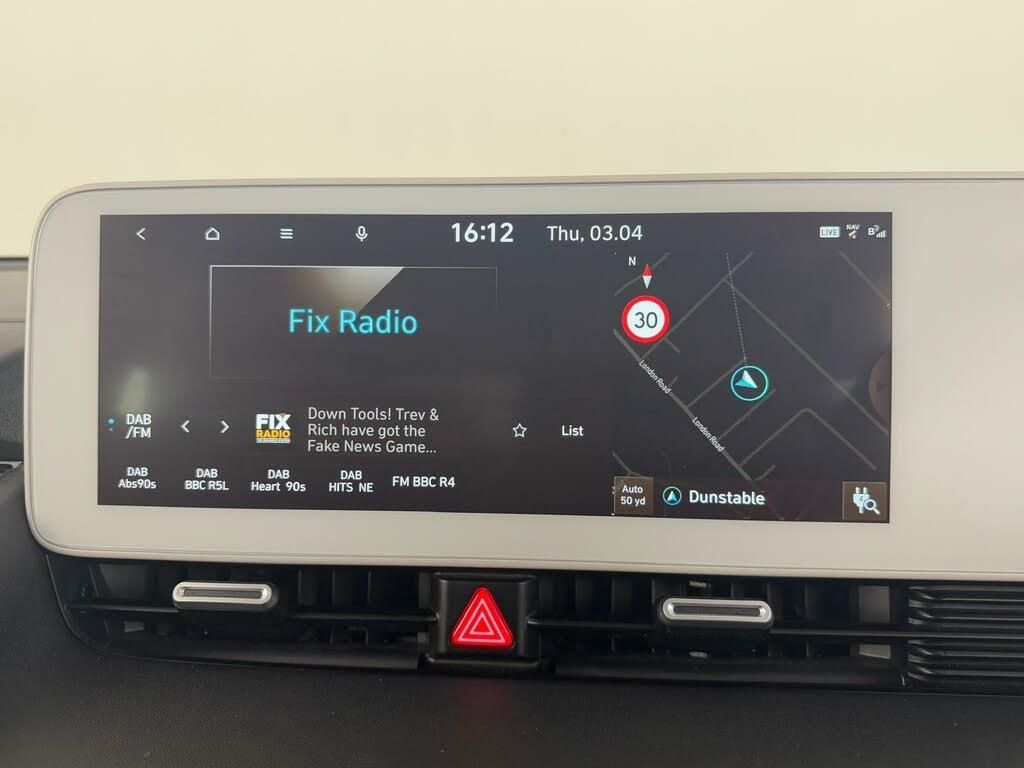 16:12 Thu, 03.04
LIVE NAV B
N
30
Fix Radio
London Road
London Road
DAB
/FM
FIX
RADIO
Down Tools! Trev &
Rich have got the
Fake News Game...
List
DAB
Abs90s
DAB
BBC R5L
DAB
Heart 90s
DAB
HITS NE
FM BBC R4
Auto
50 yd
Dunstable